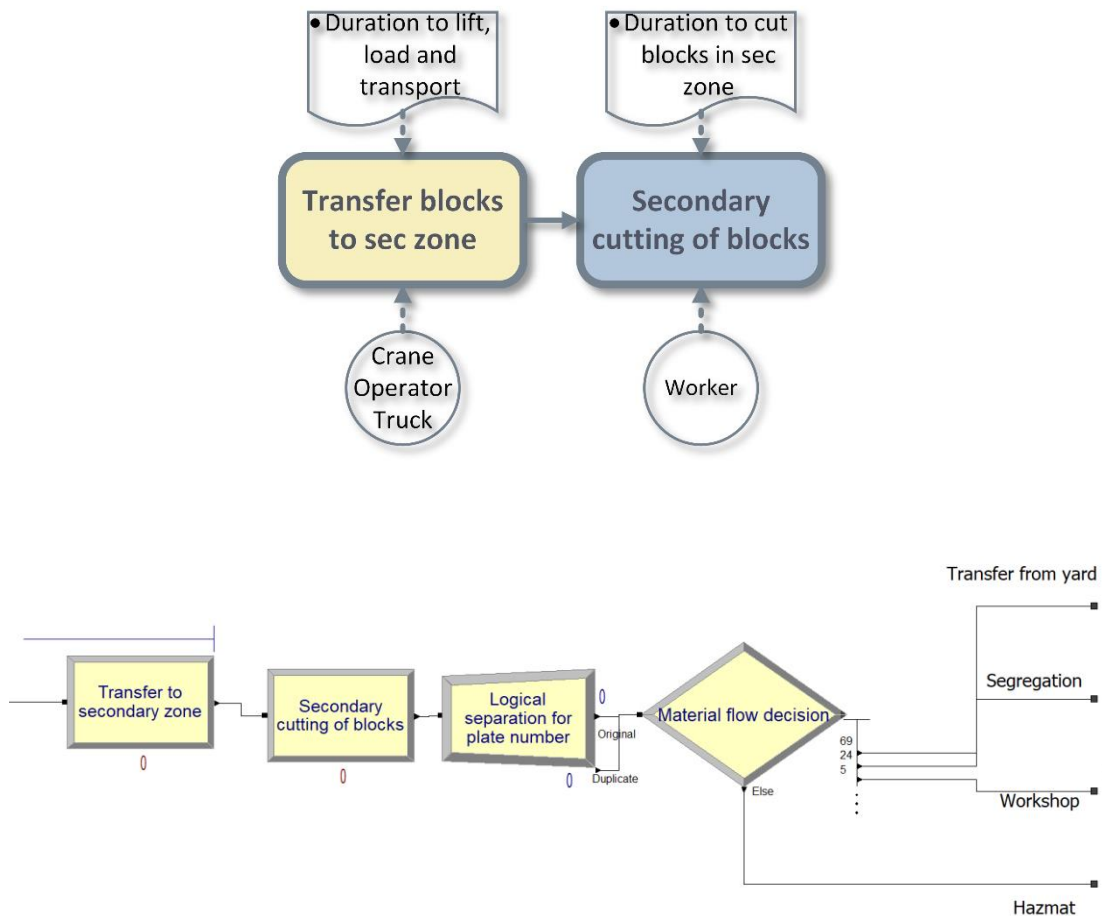 • Duration to lift,
load and
transport
• Duration to cut
blocks in sec
zone
Transfer blocks
to sec zone
Secondary
cutting of blocks
Crane
Operator
Truck
Worker
Transfer from yard
Segregation
Workshop
Hazmat
Transfer to
secondary zone
0
Secondary
cutting of blocks
0
Logical
separation for
plate number
0
Original
0
Duplicate
Material flow decision
69
24
5
Else